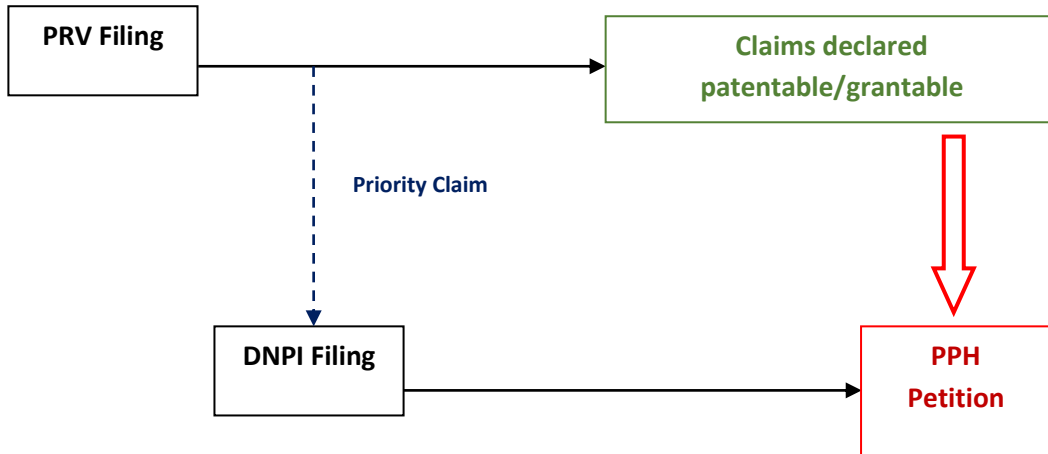 PRV Filing
Claims declared
patentable/grantable
Priority Claim
DNPI Filing
PPH
Petition